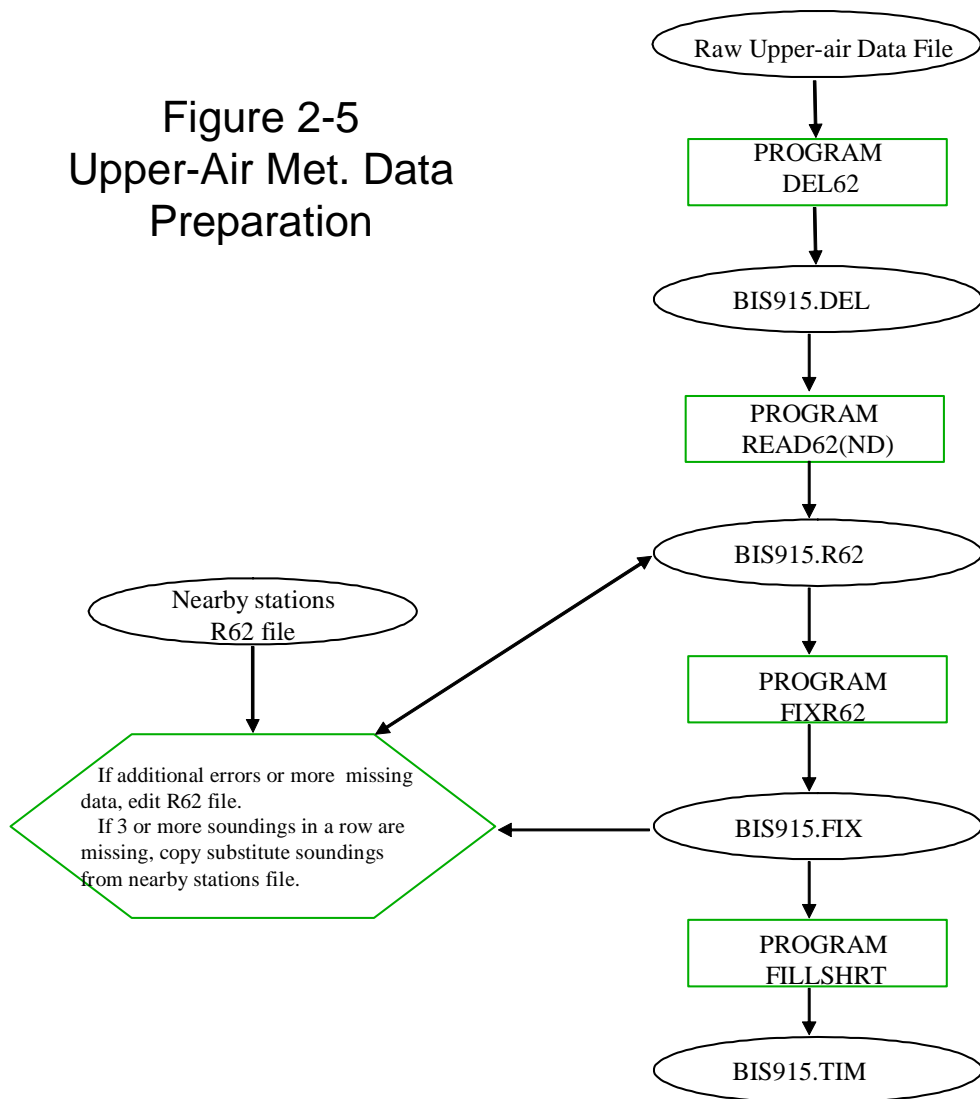 Figure 2-5
Upper-Air Met. Data
Preparation
Raw Upper-air Data File
PROGRAM
DEL62
BIS915.DEL
PROGRAM
READ62(ND)
BIS915.R62
Nearby stations
R62 file
PROGRAM
FIXR62
If additional errors or more missing
data, edit R62 file.
If 3 or more soundings in a row are
missing, copy substitute soundings
from nearby stations file.
BIS915.FIX
PROGRAM
FILLSHRT
BIS915.TIM